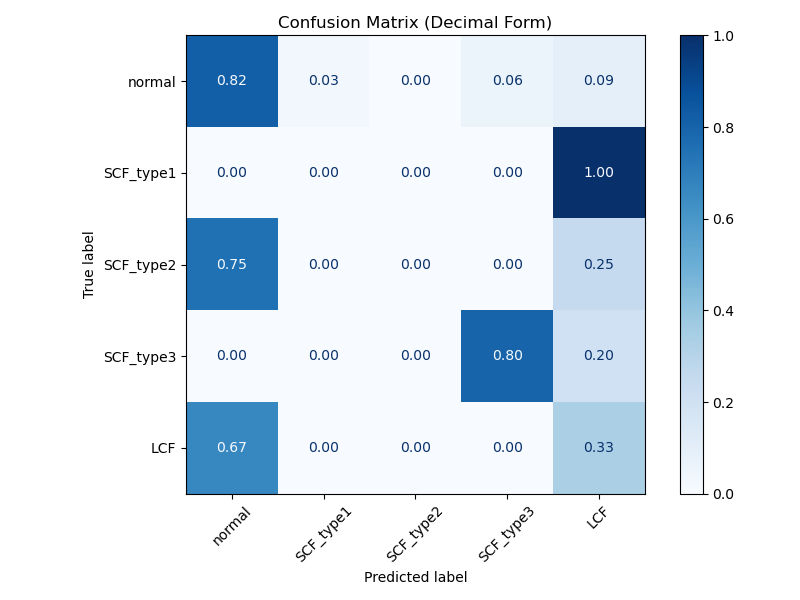 Confusion Matrix (Decimal Form)
True label
normal 0.82 0.03 0.00 0.06 0.09
SCF_type1 0.00 0.00 0.00 0.00 1.00
SCF_type2 0.75 0.00 0.00 0.00 0.25
SCF_type3 0.00 0.00 0.00 0.80 0.20
LCF 0.67 0.00 0.00 0.00 0.33
normal SCF_type1 SCF_type2 SCF_type3 LCF
Predicted label
1.0
0.8
0.6
0.4
0.2
0.0